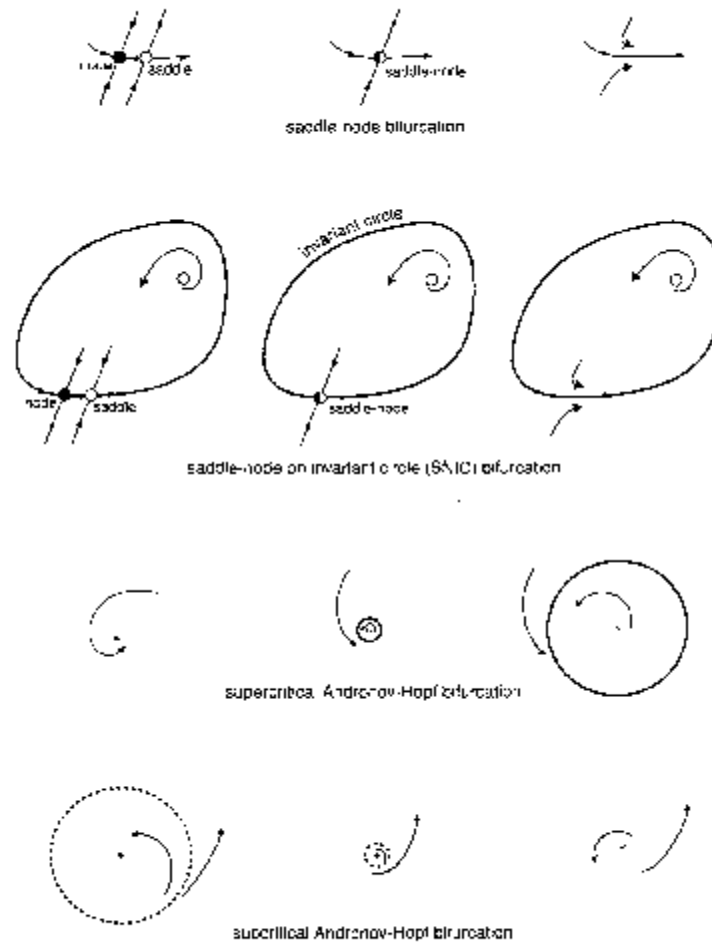 node
saddle
saddle-node
saddle node bifurcation
invariant circle
node
saddle
saddle-node
saddle-node on invariant circle (SNIC) bifurcation
supercritical Andronov-Hopf bifurcation
subcritical Andronov-Hopf bifurcation